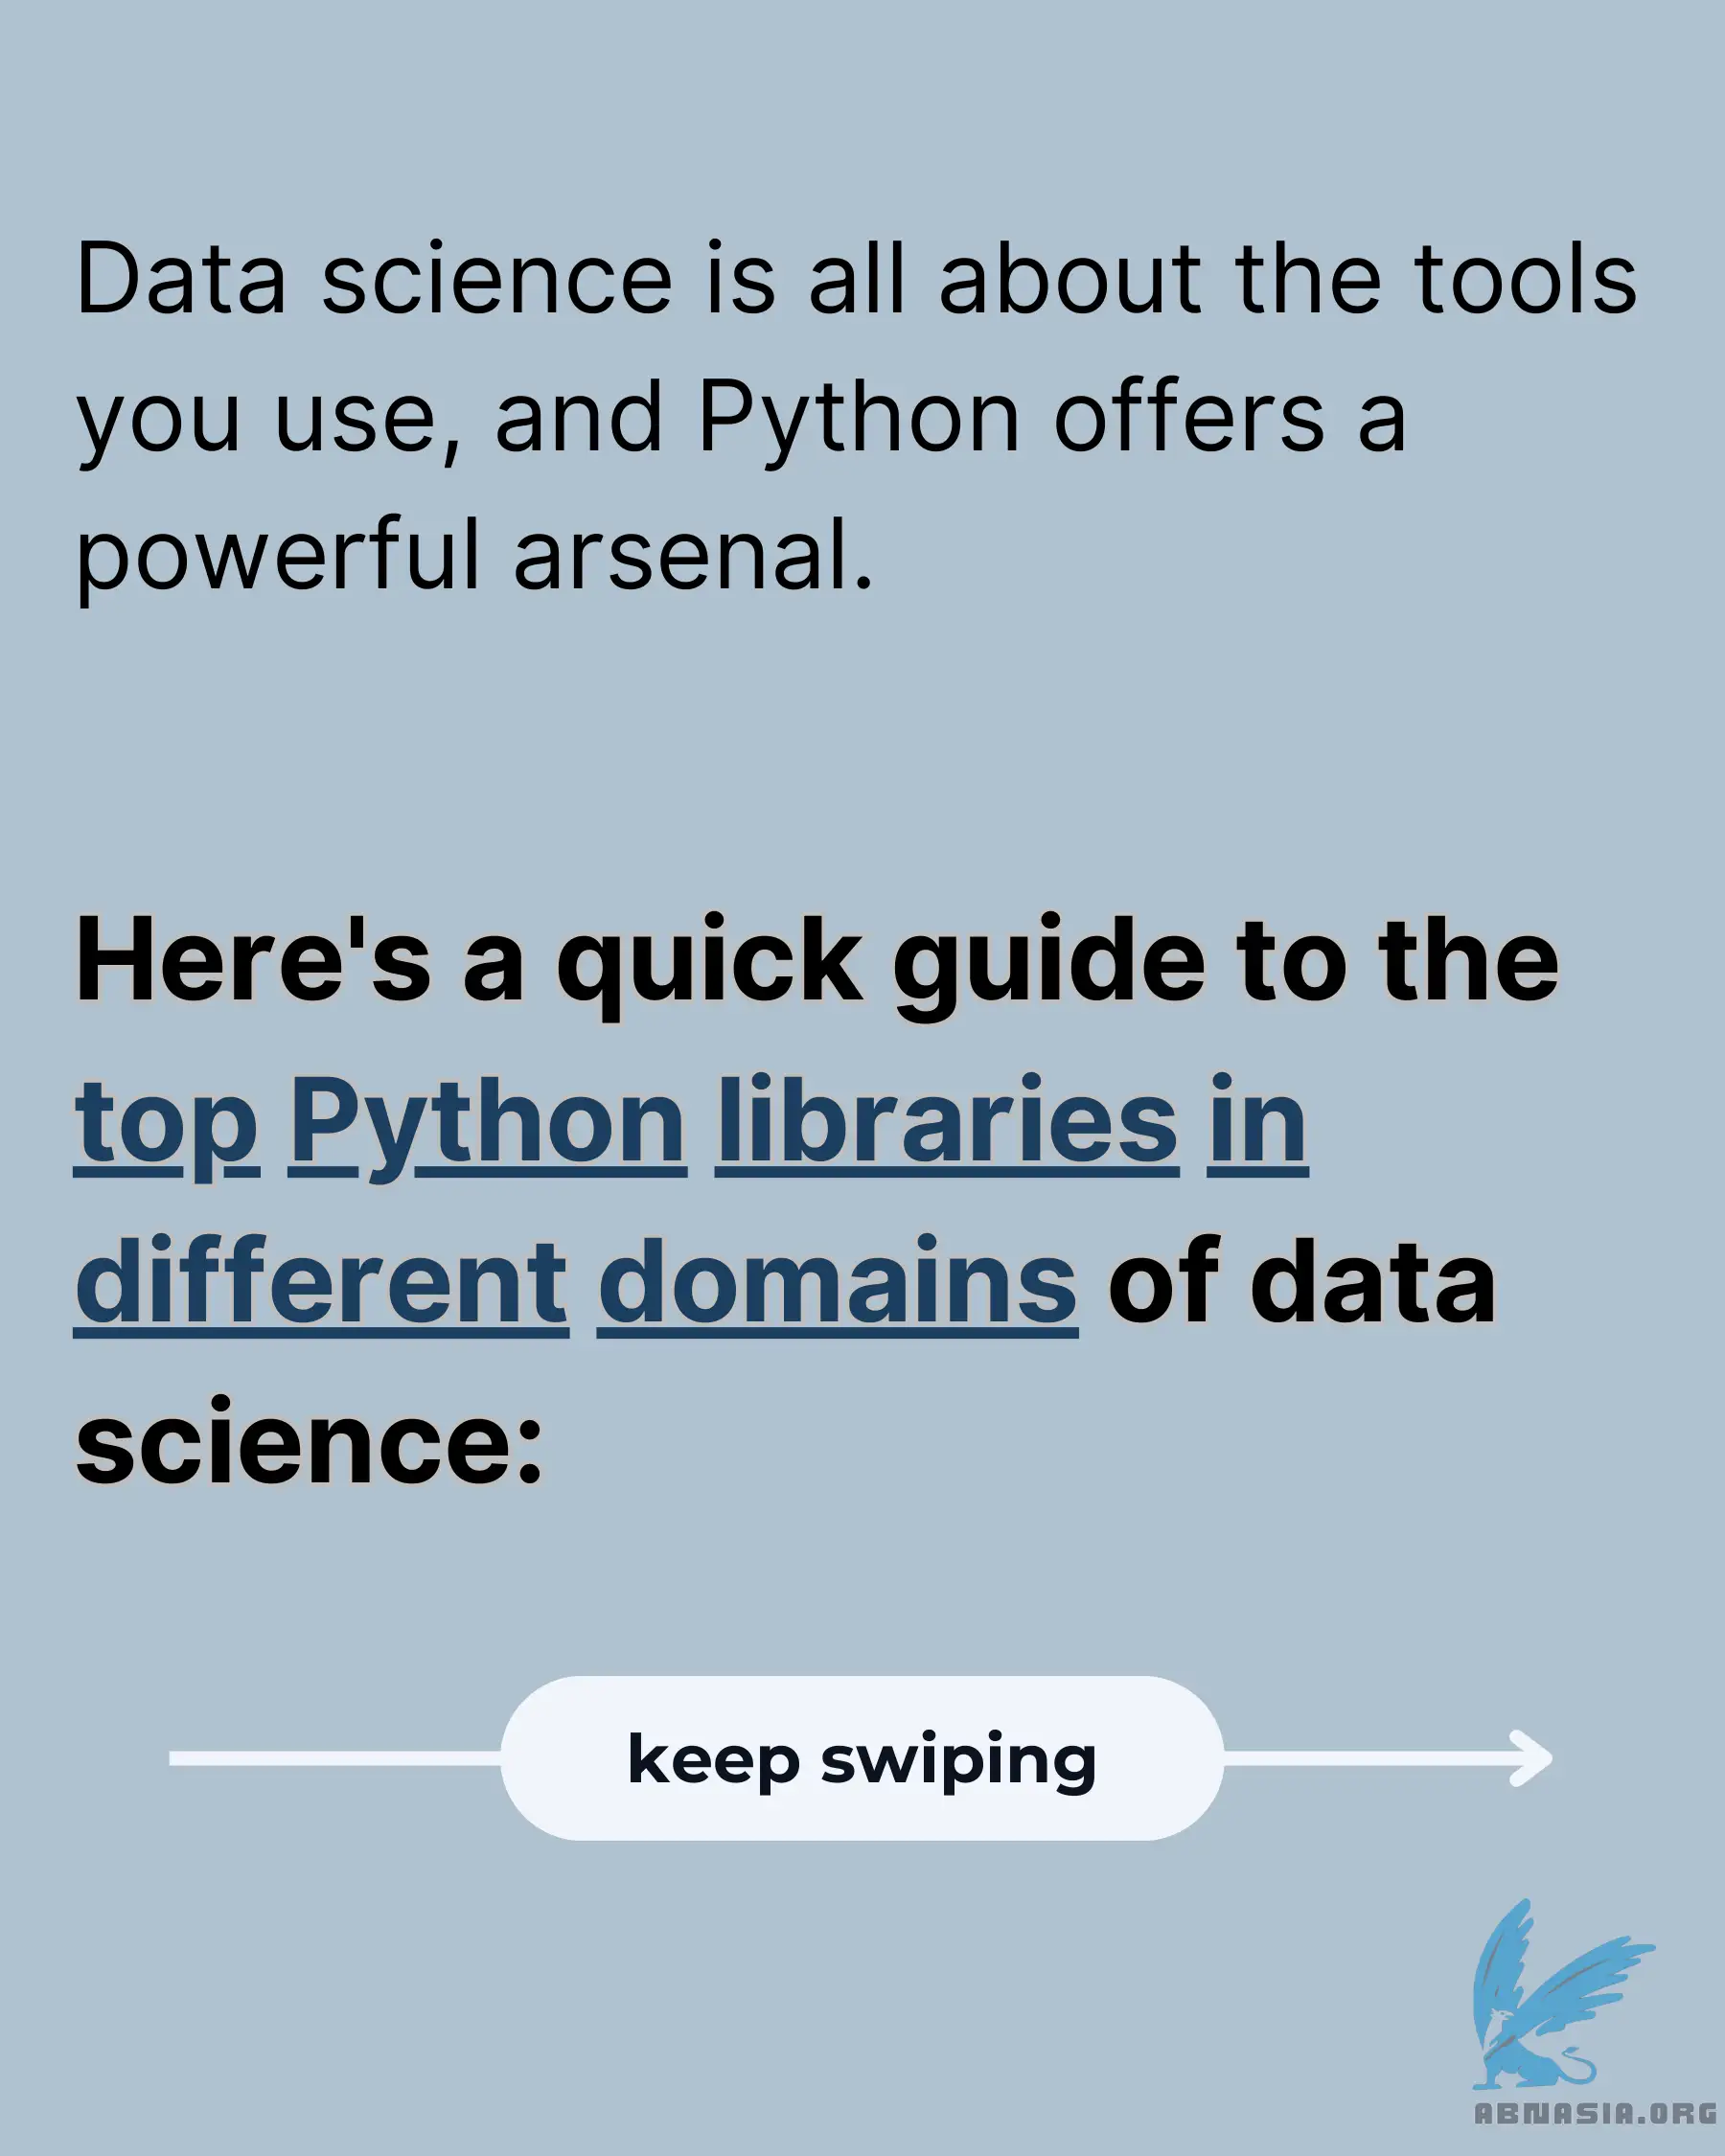 Data science is all about the tools
you use, and Python offers a
powerful arsenal.
Here's a quick guide to the
top Python libraries in
different domains of data
science:
keep swiping
ABNASIA.ORG